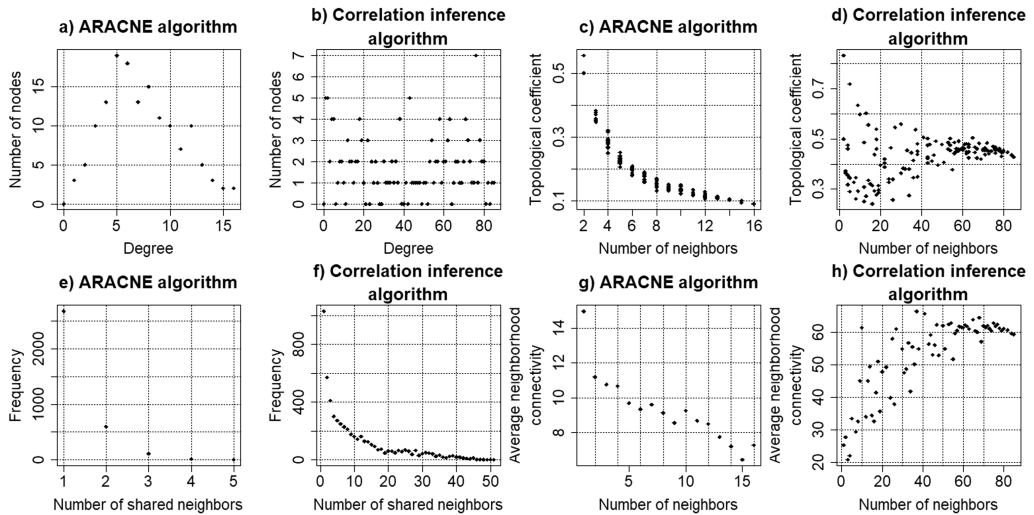 a) ARACNE algorithm
Number of nodes
0 5 10 15
0 5 10 15
Degree
b) Correlation inference
algorithm
Number of nodes
0 1 2 3 4 5 6 7
0 20 40 60 80
Degree
c) ARACNE algorithm
Topological coefficient
0.1 0.3 0.5
2 4 6 8 10 12 16
Number of neighbors
d) Correlation inference
algorithm
Topological coefficient
0.3 0.5 0.7
0 20 40 60 80
Number of neighbors
e) ARACNE algorithm
Frequency
0 1000 2000
1 2 3 4 5
Number of shared neighbors
f) Correlation inference
algorithm
Frequency
0 400 800
0 10 20 30 40 50
Number of shared neighbors
g) ARACNE algorithm
Average neighborhood
connectivity
8 10 12 14
5 10 15
Number of neighbors
h) Correlation inference
algorithm
Average neighborhood
connectivity
20 30 40 50 60
0 20 40 60 80
Number of neighbors